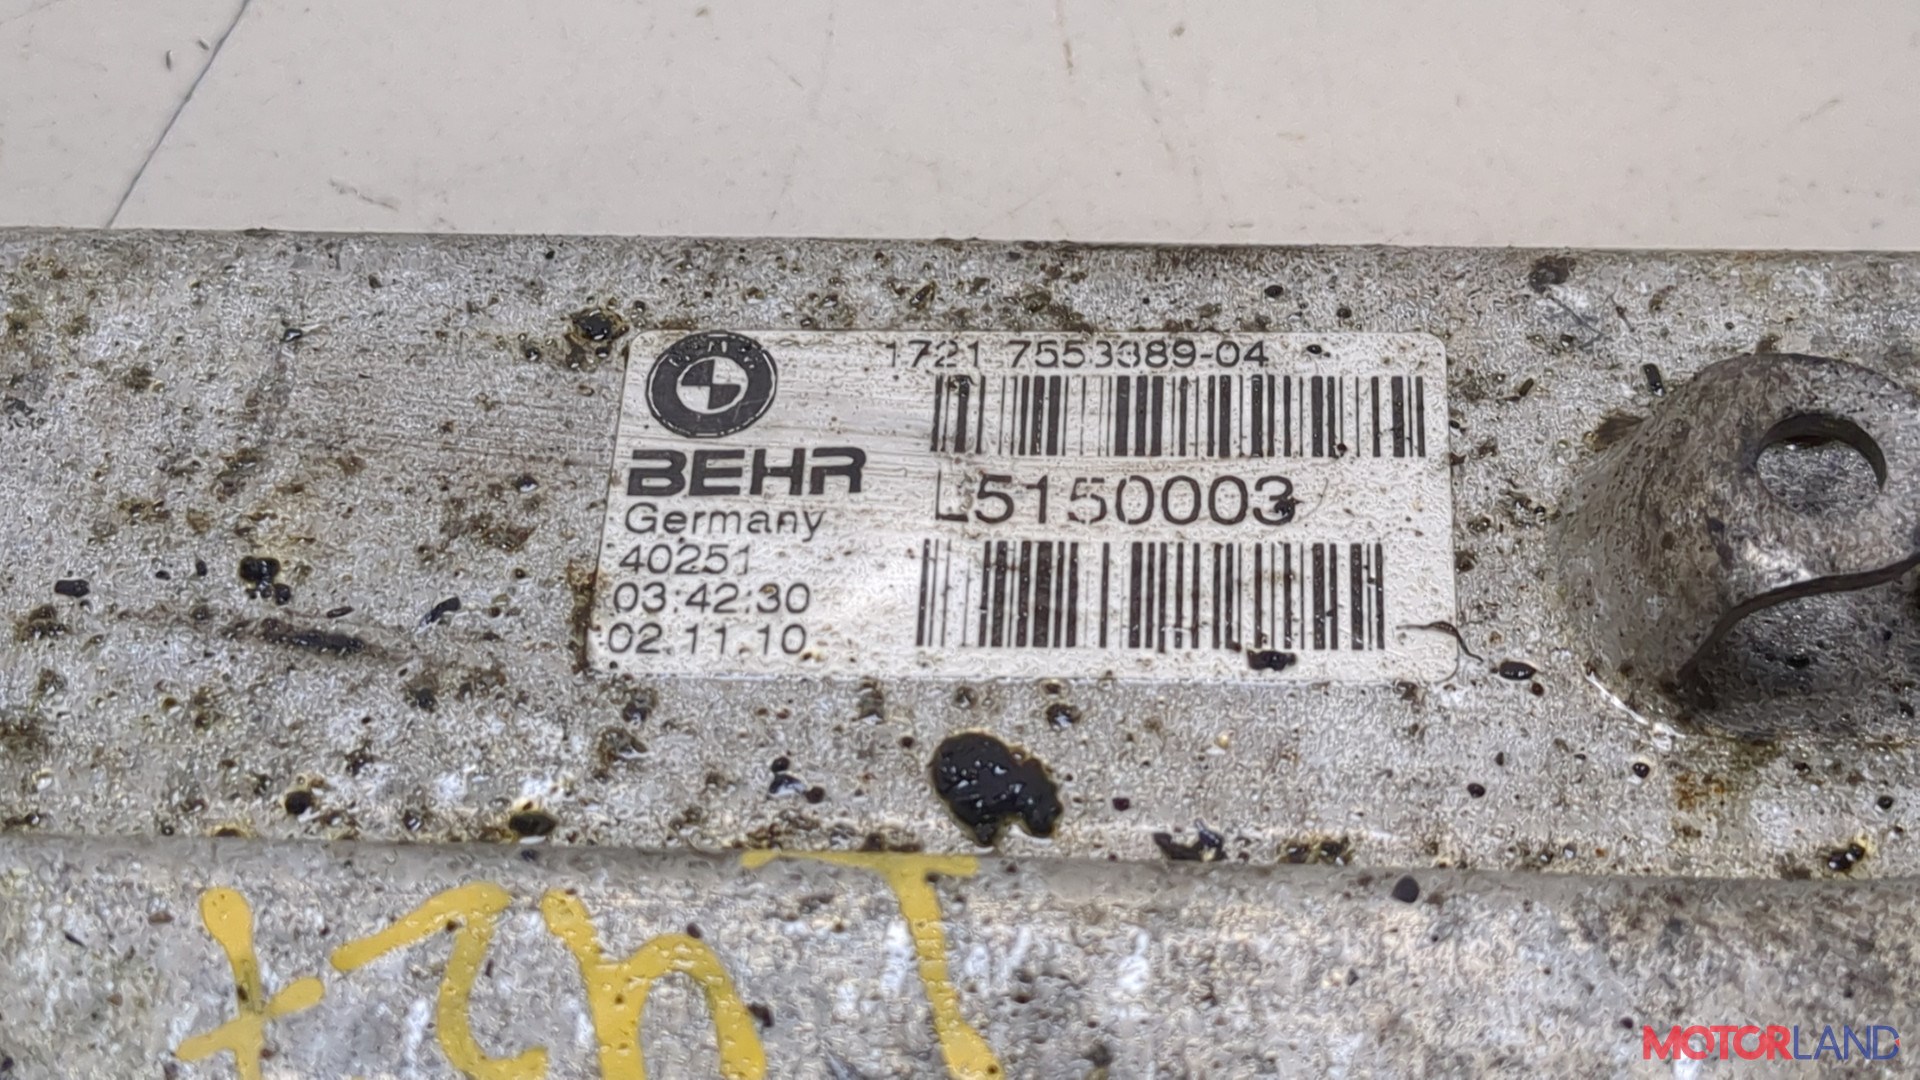 1721 7553389-04
BEHR
Germany
40251
03:42:30
02.11.10
L5150003
MOTORLAND